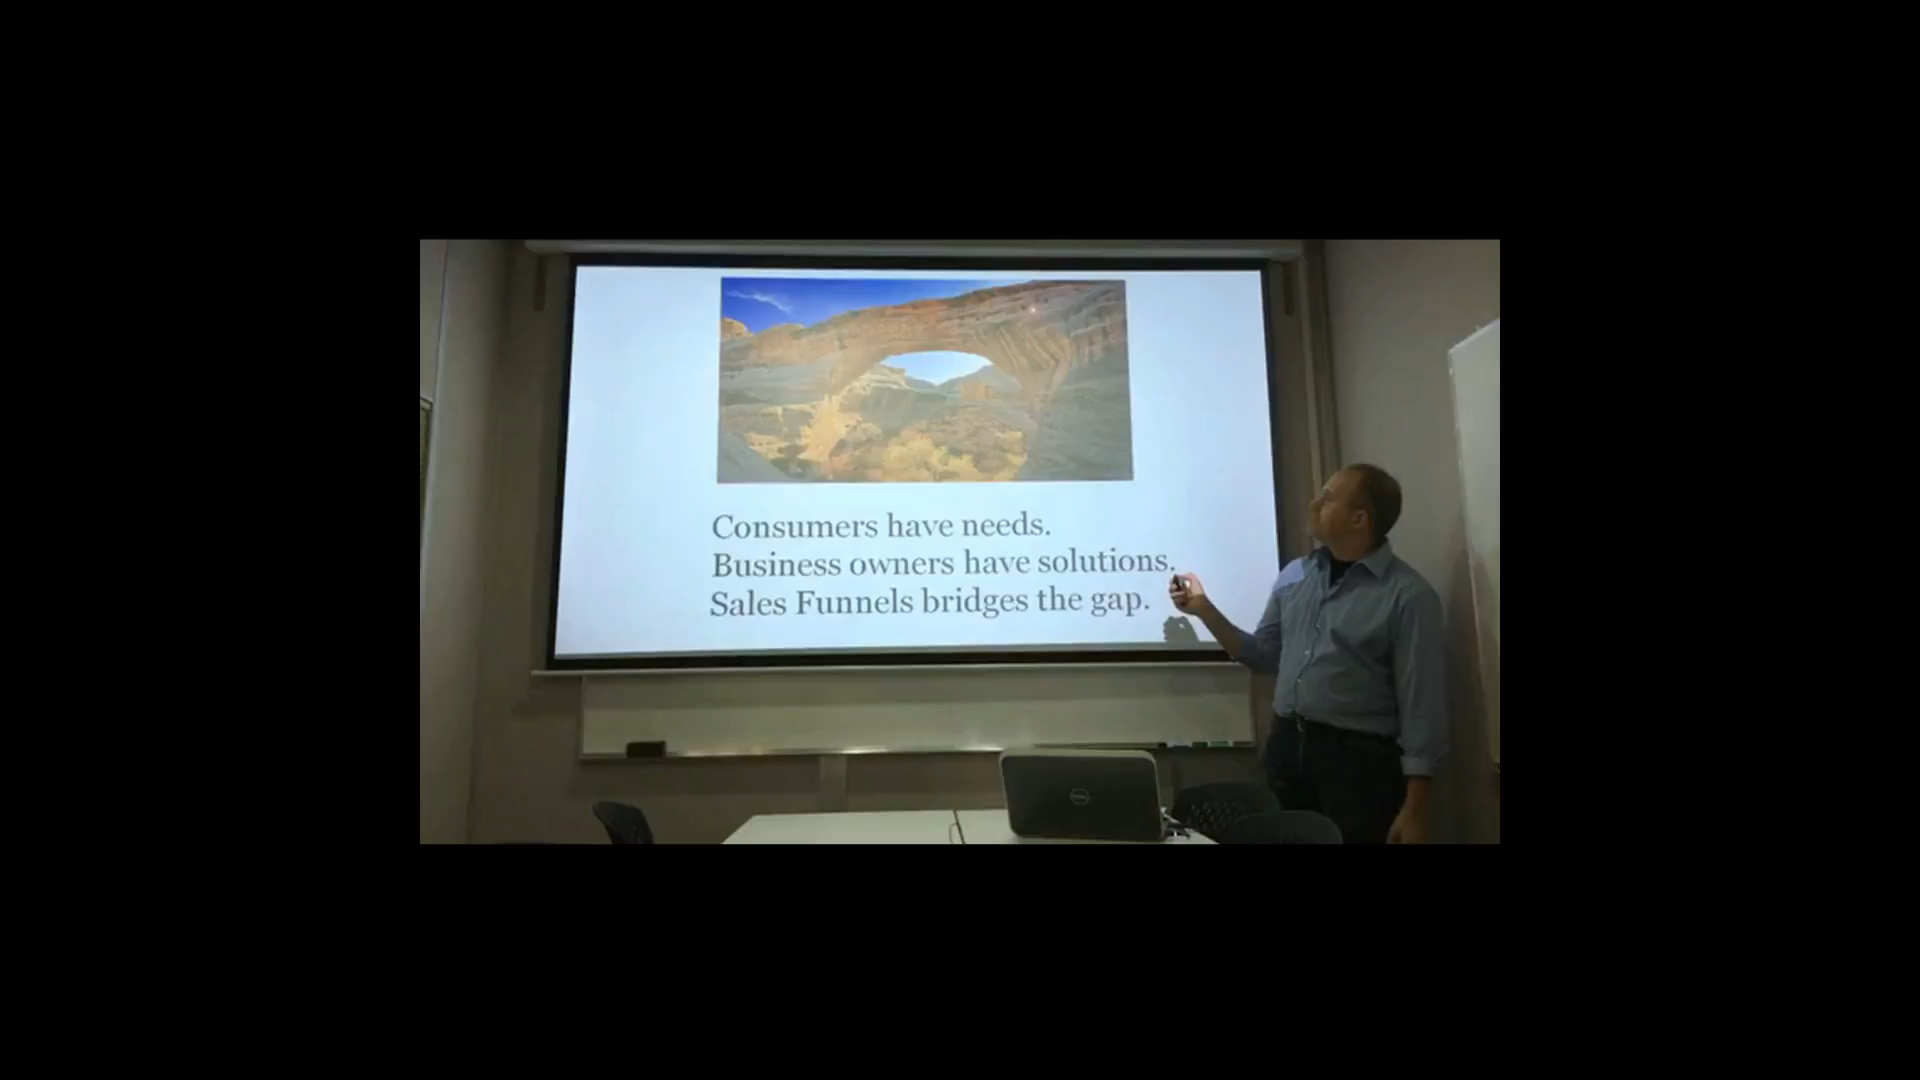 Consumers have needs.
Business owners have solutions.
Sales Funnels bridges the gap.